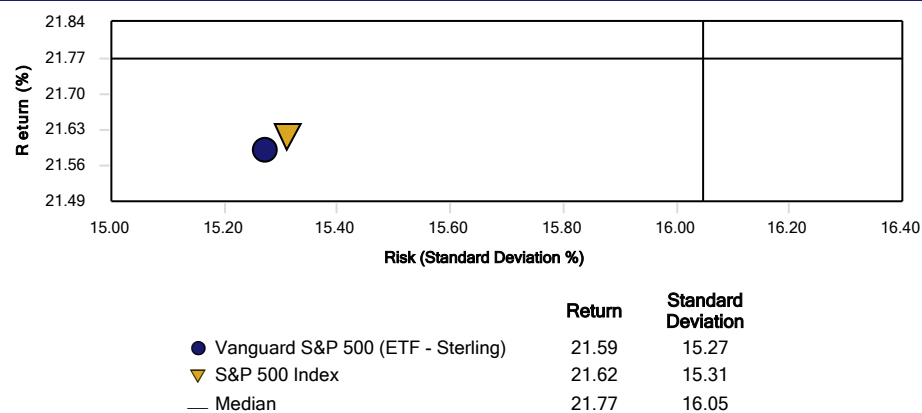 21.84
21.77
21.70
21.63
21.56
21.49
Return (%)
15.00 15.20 15.40 15.60 15.80 16.00 16.20 16.40
Risk (Standard Deviation %)
Return Standard Deviation
Vanguard S&P 500 (ETF - Sterling) 21.59 15.27
S&P 500 Index 21.62 15.31
Median 21.77 16.05